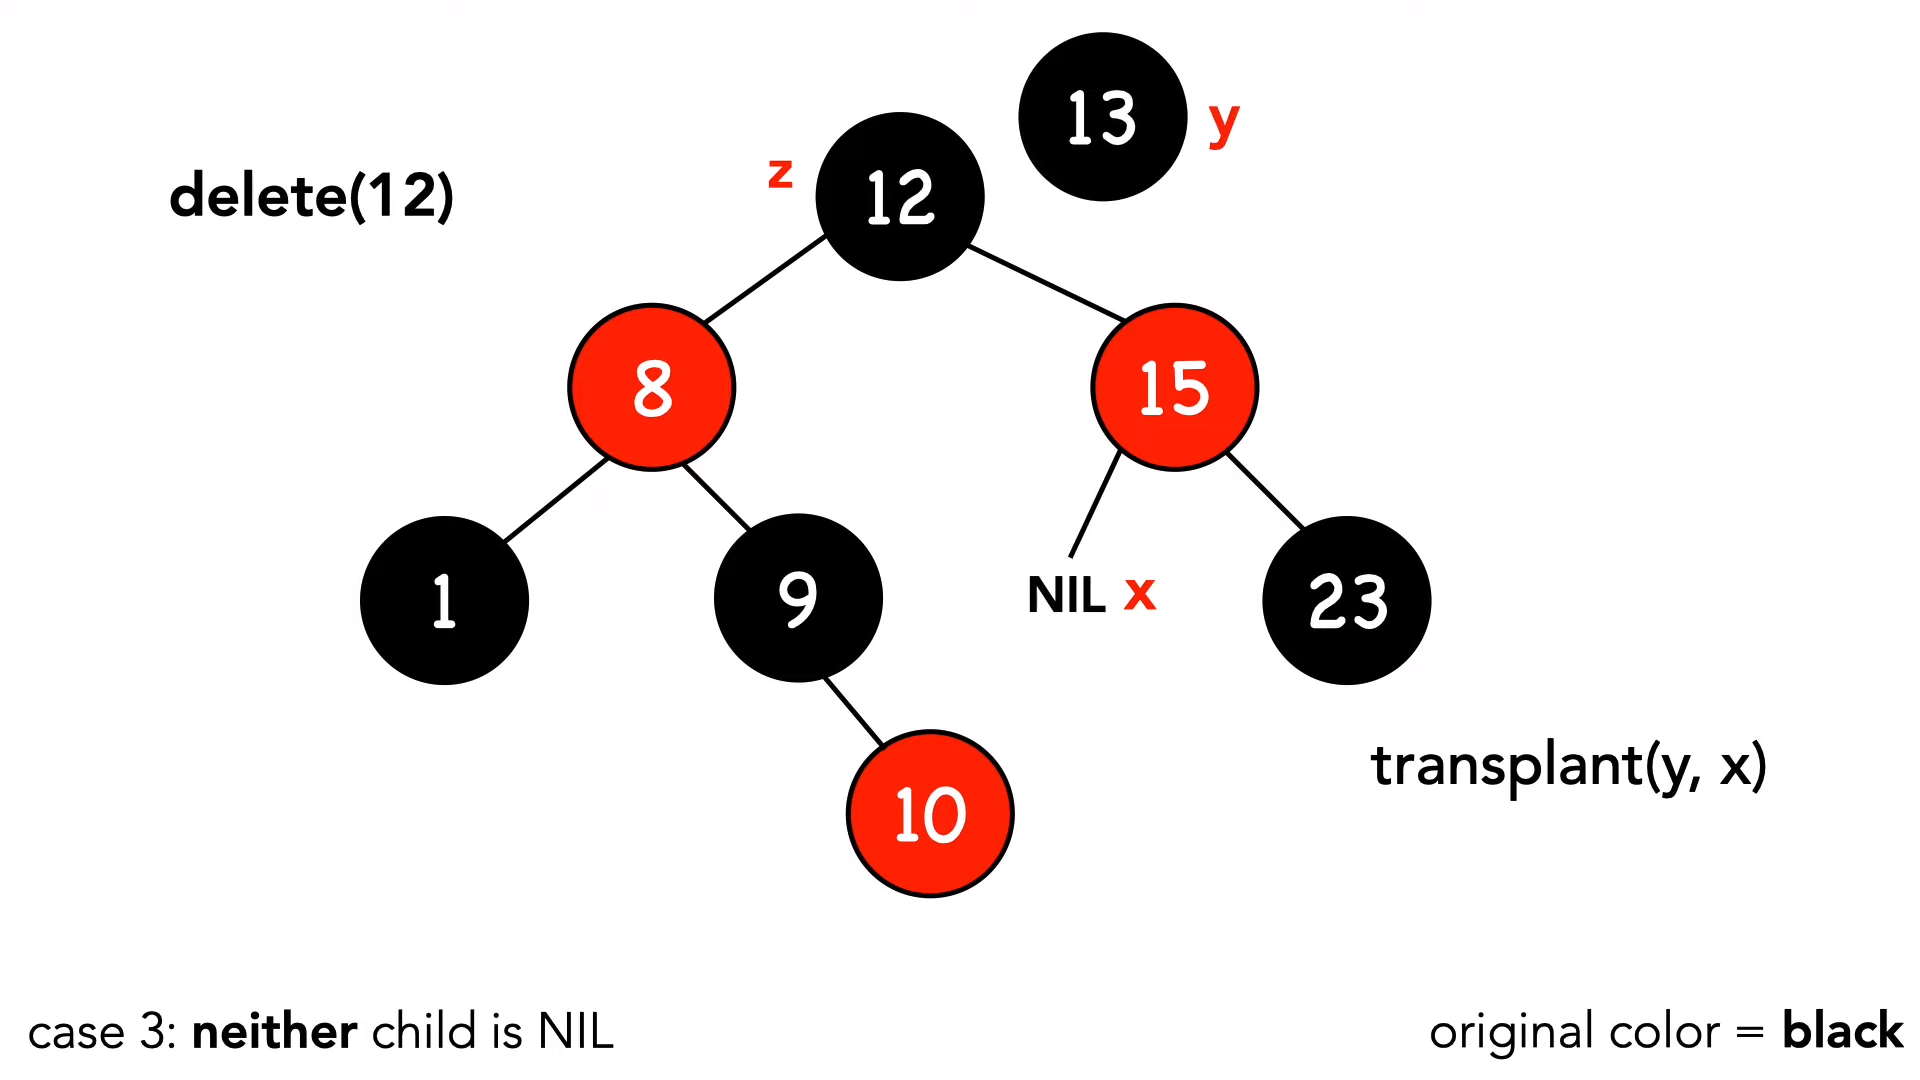 13 y
z 12
delete(12)
8 15
1 9 NIL x 23
transplant(y, x)
10
case 3: neither child is NIL
original color = black